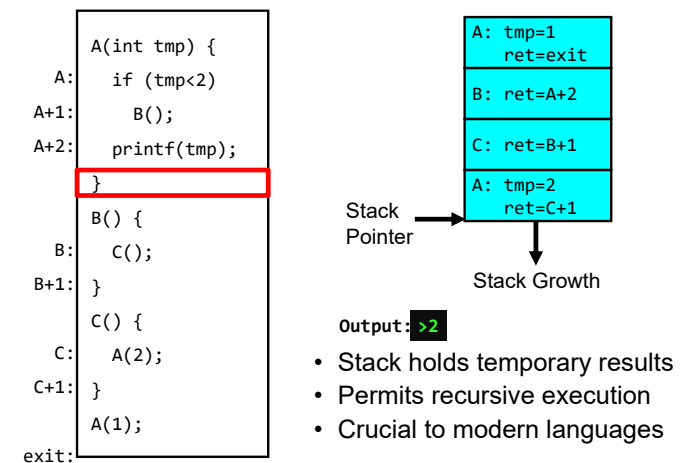 A(int tmp) {
A: if (tmp<2)
A+1: B();
A+2: printf(tmp);
}
B() {
B: C();
B+1: }
C() {
C: A(2);
C+1: }
A(1);
exit:
A: tmp=1
ret=exit
B: ret=A+2
C: ret=B+1
A: tmp=2
ret=C+1
Stack
Pointer
Stack Growth
Output: >2
• Stack holds temporary results
• Permits recursive execution
• Crucial to modern languages